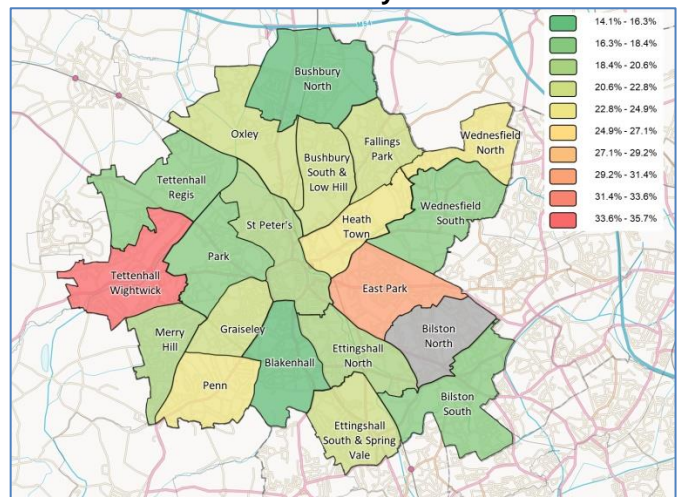 Bushbury
North
Oxley
Bushbury
South &
Low Hill
Fallings
Park
Wednesfield
North
Tettenhall
Regis
St Peter's
Heath
Town
Wednesfield
South
Park
Tettenhall
Wightwick
East Park
Merry
Hill
Graiseley
Bilston
North
Blakenhall
Ettingshall
North
Penn
Bilston
South
Ettingshall
South & Spring
Vale
14.1% - 16.3%
16.3% - 18.4%
18.4% - 20.6%
20.6% - 22.8%
22.8% - 24.9%
24.9% - 27.1%
27.1% - 29.2%
29.2% - 31.4%
31.4% - 33.6%
33.6% - 35.7%